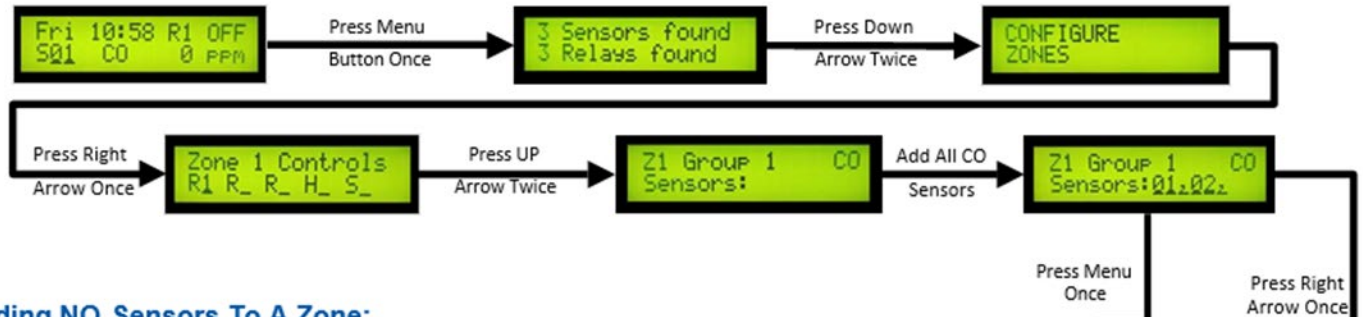 Fri 10:58 R1 OFF
S01 CO 0 PPM
Press Menu
Button Once
3 Sensors found
3 Relays found
Press Down
Arrow Twice
CONFIGURE
ZONES
Press Right
Arrow Once
Zone 1 Controls
R1 R_ R_ H_ S_
Press UP
Arrow Twice
Z1 Group 1 CO
Sensors:
Add All CO
Sensors
Z1 Group 1 CO
Sensors:01,02,
Press Menu
Once
Press Right
Arrow Once
Sensors To A Zone: